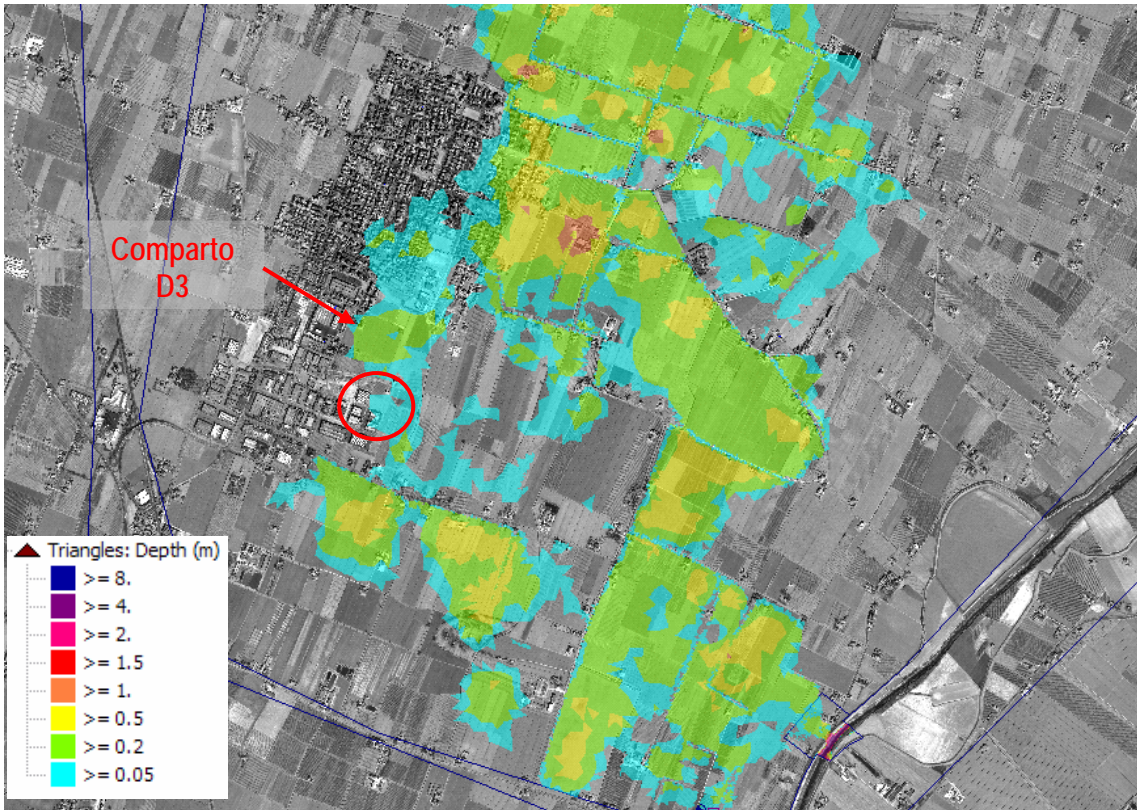 Comparto
D3
Triangles: Depth (m)
>= 8.
>= 4.
>= 2.
>= 1.5
>= 1.
>= 0.5
>= 0.2
>= 0.05